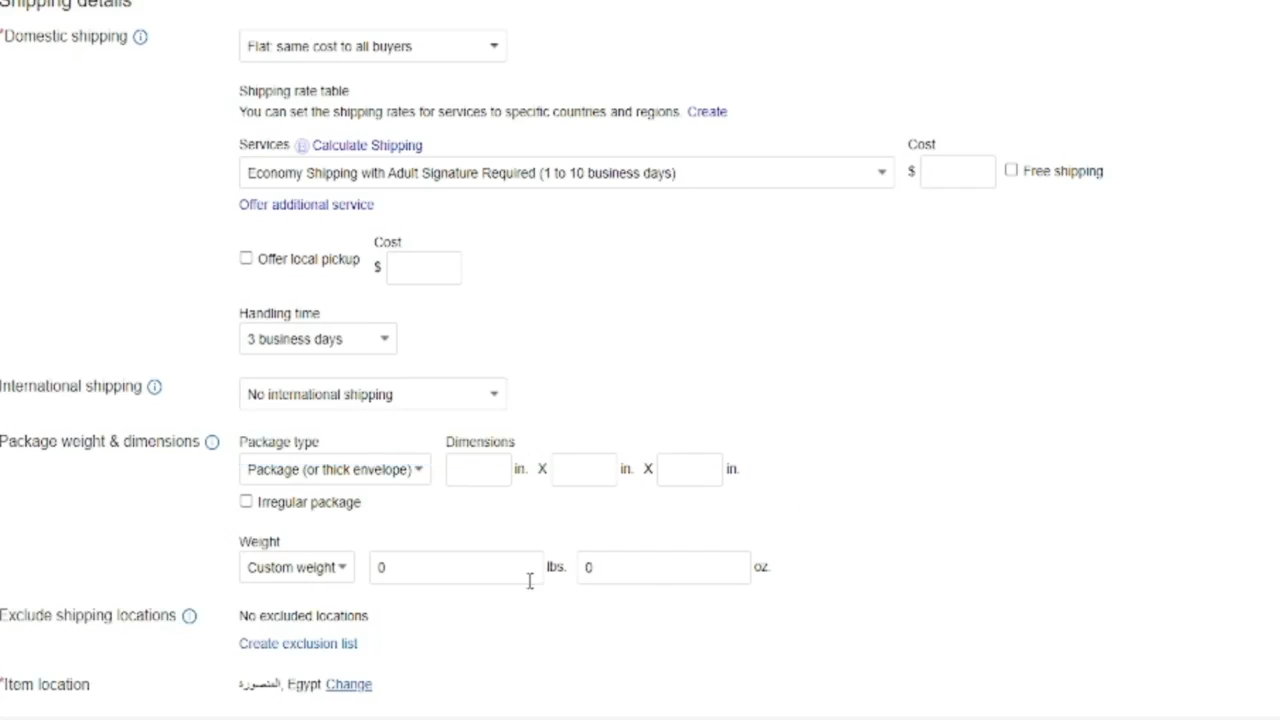 Shipping details
*Domestic shipping
Flat: same cost to all buyers
Shipping rate table
You can set the shipping rates for services to specific countries and regions. Create
Services Calculate Shipping
Cost
Economy Shipping with Adult Signature Required (1 to 10 business days)
$
Free shipping
Offer additional service
Cost
Offer local pickup
$
Handling time
3 business days
International shipping
No international shipping
Package weight & dimensions
Package type
Dimensions
Package (or thick envelope)
in. X in. X in.
Irregular package
Weight
Custom weight
0 lbs. 0 oz.
Exclude shipping locations
No excluded locations
Create exclusion list
*Item location
المنصورة, Egypt Change